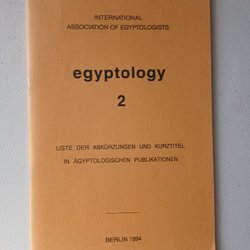 INTERNATIONAL
ASSOCIATION OF EGYPTOLOGISTS
egyptology
2
LISTE DER ABKÜRZUNGEN UND KURZTITEL
IN ÄGYPTOLOGISCHEN PUBLIKATIONEN
BERLIN 1994